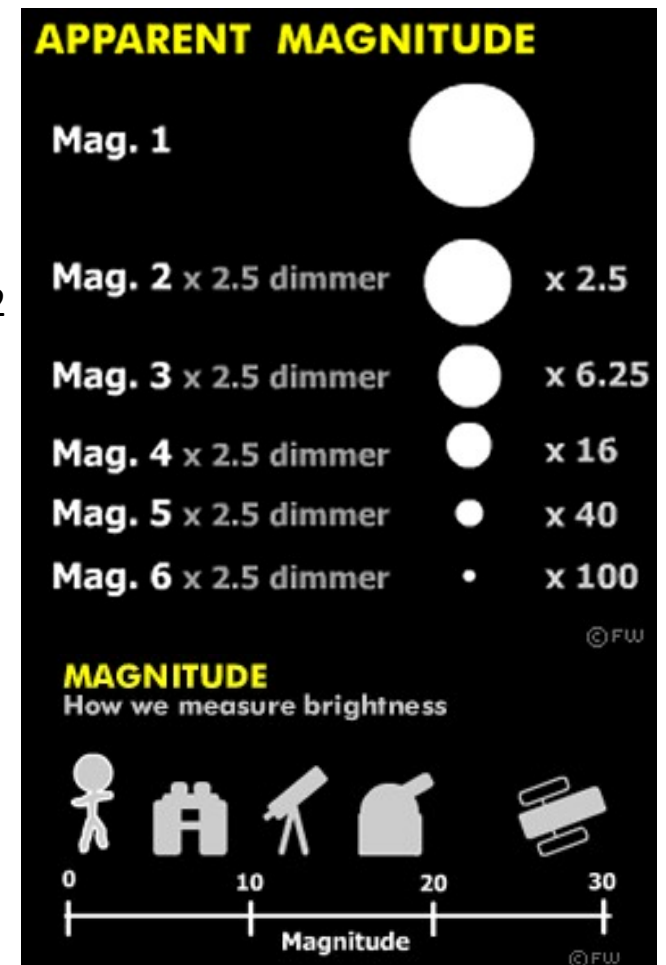 APPARENT MAGNITUDE
Mag. 1
Mag. 2 x 2.5 dimmer x 2.5
2
Mag. 3 x 2.5 dimmer x 6.25
Mag. 4 x 2.5 dimmer x 16
Mag. 5 x 2.5 dimmer x 40
Mag. 6 x 2.5 dimmer x 100
©FW
MAGNITUDE
How we measure brightness
0 10 20 30
Magnitude
©FW